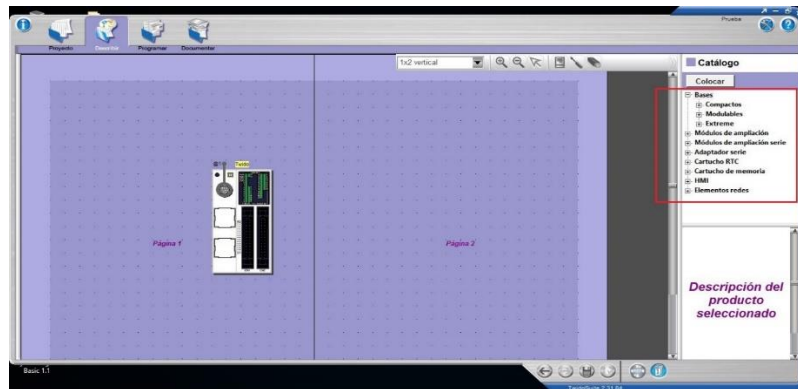 Prueba
Proyecto
Describir
Programar
Documentar
1x2 vertical
Catálogo
Colocar
Bases
Compactos
Modulables
Extreme
Módulos de ampliación
Módulos de ampliación serie
Adaptador serie
Cartucho RTC
Cartucho de memoria
HMI
Elementos redes
Twido
Página 1
Página 2
Descripción del
producto
seleccionado
Basic 1.1